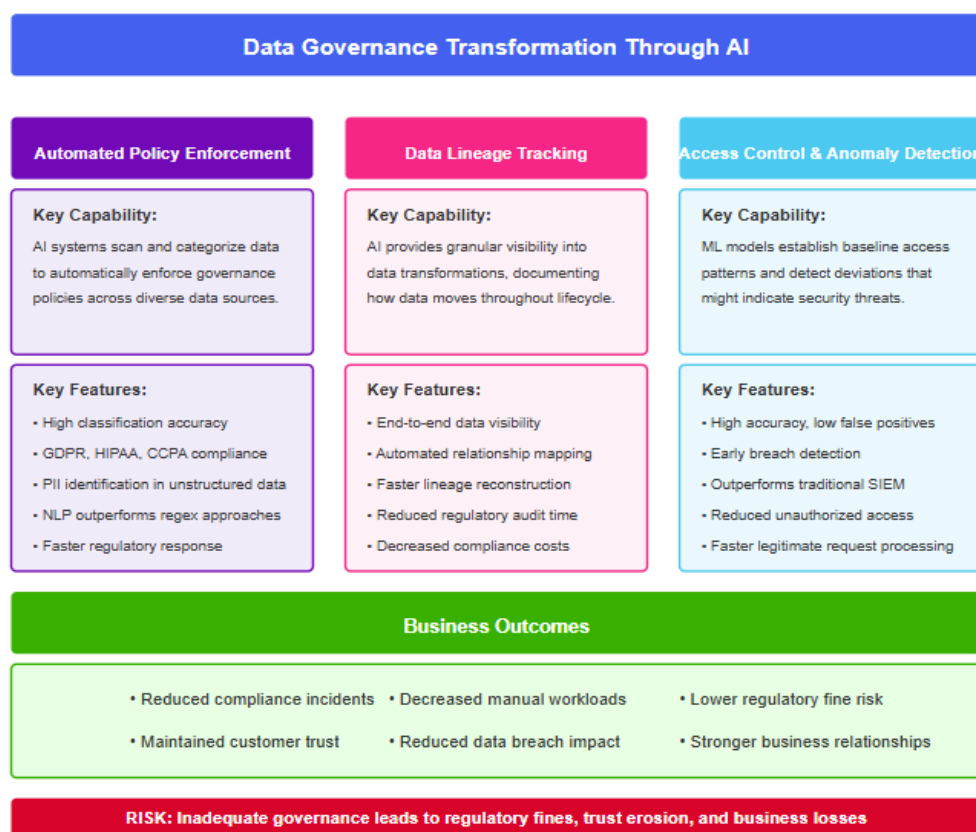 Data Governance Transformation Through AI
Automated Policy Enforcement
Key Capability:
AI systems scan and categorize data
to automatically enforce governance
policies across diverse data sources.
Key Features:
• High classification accuracy
• GDPR, HIPAA, CCPA compliance
• PII identification in unstructured data
• NLP outperforms regex approaches
• Faster regulatory response
Data Lineage Tracking
Key Capability:
AI provides granular visibility into
data transformations, documenting
how data moves throughout lifecycle.
Key Features:
• End-to-end data visibility
• Automated relationship mapping
• Faster lineage reconstruction
• Reduced regulatory audit time
• Decreased compliance costs
Access Control & Anomaly Detection
Key Capability:
ML models establish baseline access
patterns and detect deviations that
might indicate security threats.
Key Features:
• High accuracy, low false positives
• Early breach detection
• Outperforms traditional SIEM
• Reduced unauthorized access
• Faster legitimate request processing
Business Outcomes
• Reduced compliance incidents • Decreased manual workloads • Lower regulatory fine risk
• Maintained customer trust • Reduced data breach impact • Stronger business relationships
RISK: Inadequate governance leads to regulatory fines, trust erosion, and business losses